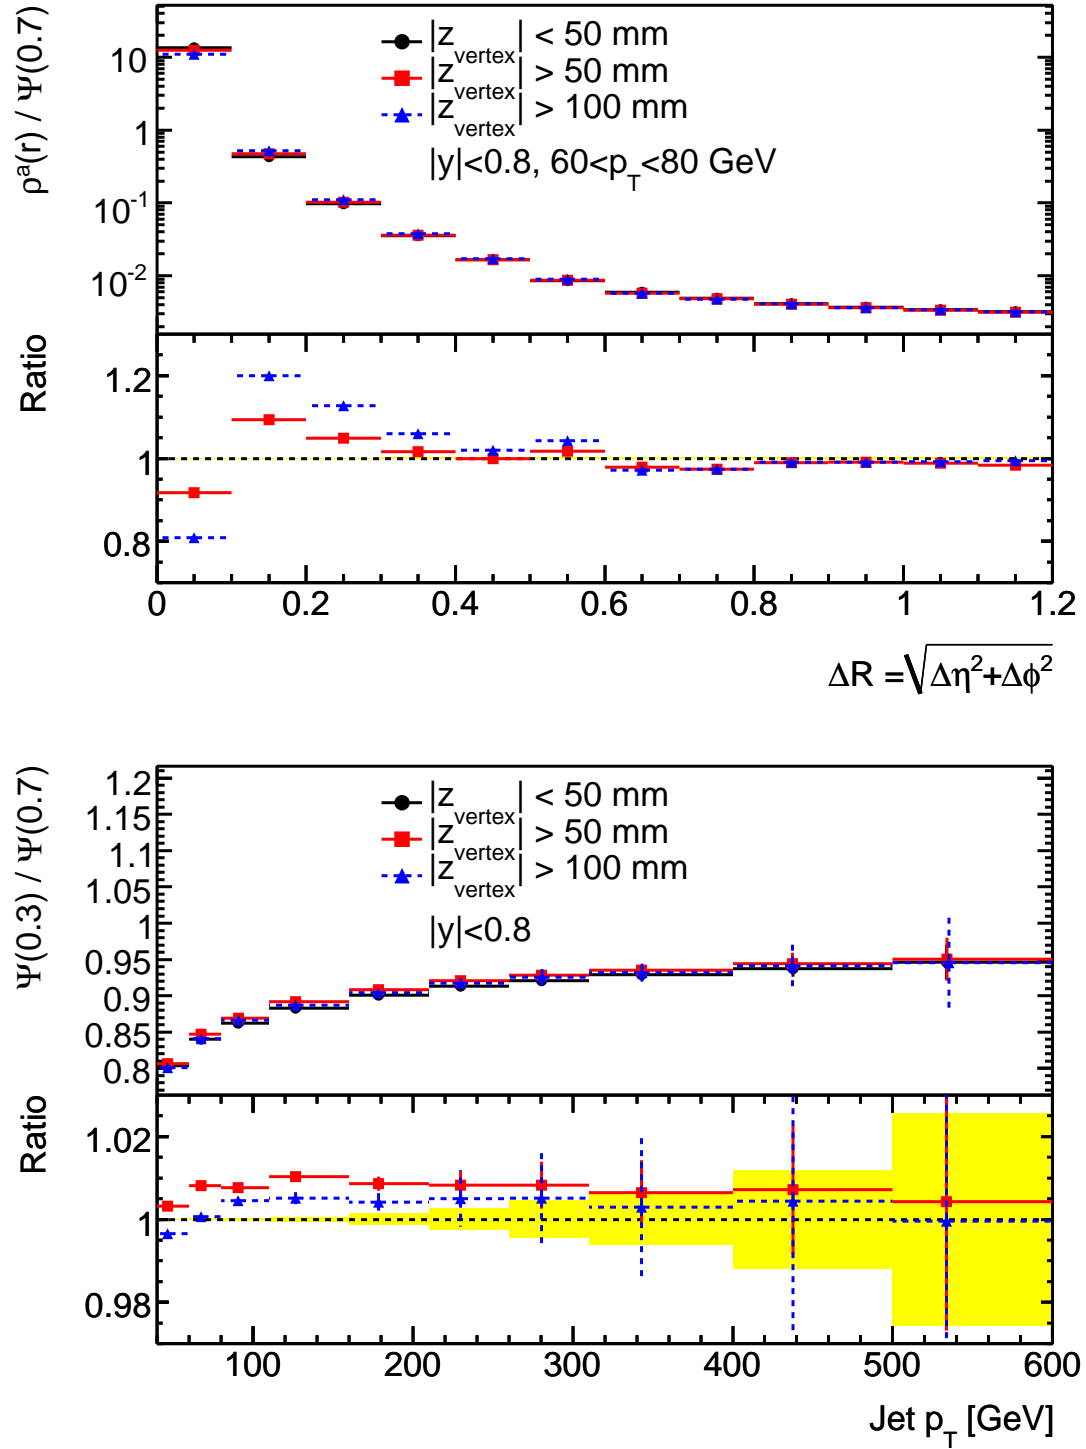 ρᵃ(r) / Ψ(0.7)
10
1
10⁻¹
10⁻²
|z_vertex| < 50 mm
|z_vertex| > 50 mm
|z_vertex| > 100 mm
|y|<0.8, 60<p_T<80 GeV
Ratio
1.2
1
0.8
0 0.2 0.4 0.6 0.8 1 1.2
ΔR = √Δη²+Δϕ²
Ψ(0.3) / Ψ(0.7)
1.2
1.15
1.1
1.05
1
0.95
0.9
0.85
0.8
|z_vertex| < 50 mm
|z_vertex| > 50 mm
|z_vertex| > 100 mm
|y|<0.8
Ratio
1.02
1
0.98
100 200 300 400 500 600
Jet p_T [GeV]